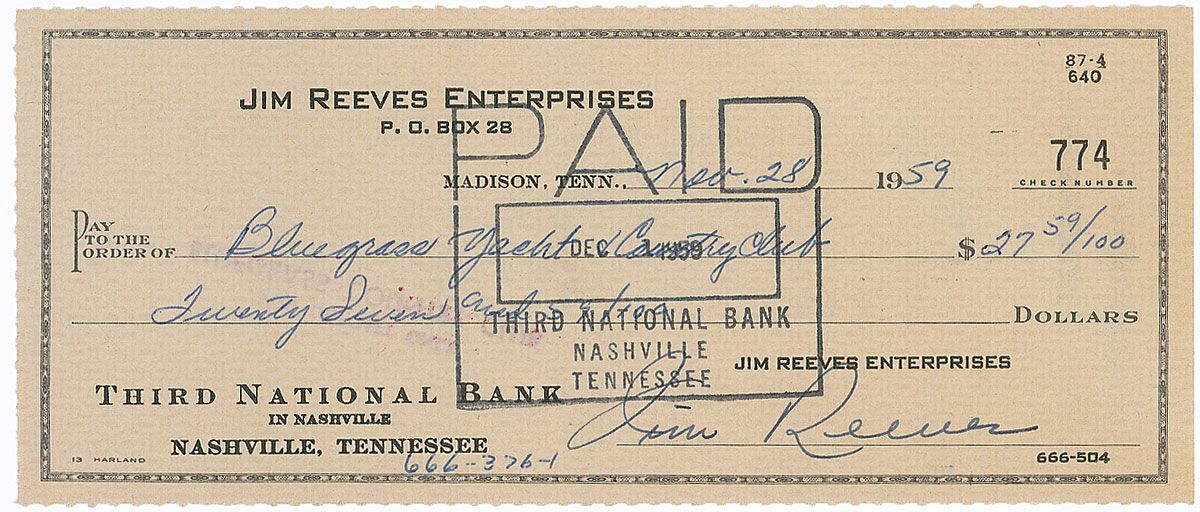 87-4
640
JIM REEVES ENTERPRISES
P. O. BOX 28
PAID
774
CHECK NUMBER
MADISON, TENN., Nov. 28 1959
PAY TO THE ORDER OF Bluegrass Yacht & Country Club $27 59/100
DEC 1 1959
Twenty Seven and 59/100 DOLLARS
THIRD NATIONAL BANK
NASHVILLE
TENNESSEE
JIM REEVES ENTERPRISES
THIRD NATIONAL BANK
IN NASHVILLE
NASHVILLE, TENNESSEE
Jim Reeves
13 HARLAND
666-376-1
666-504